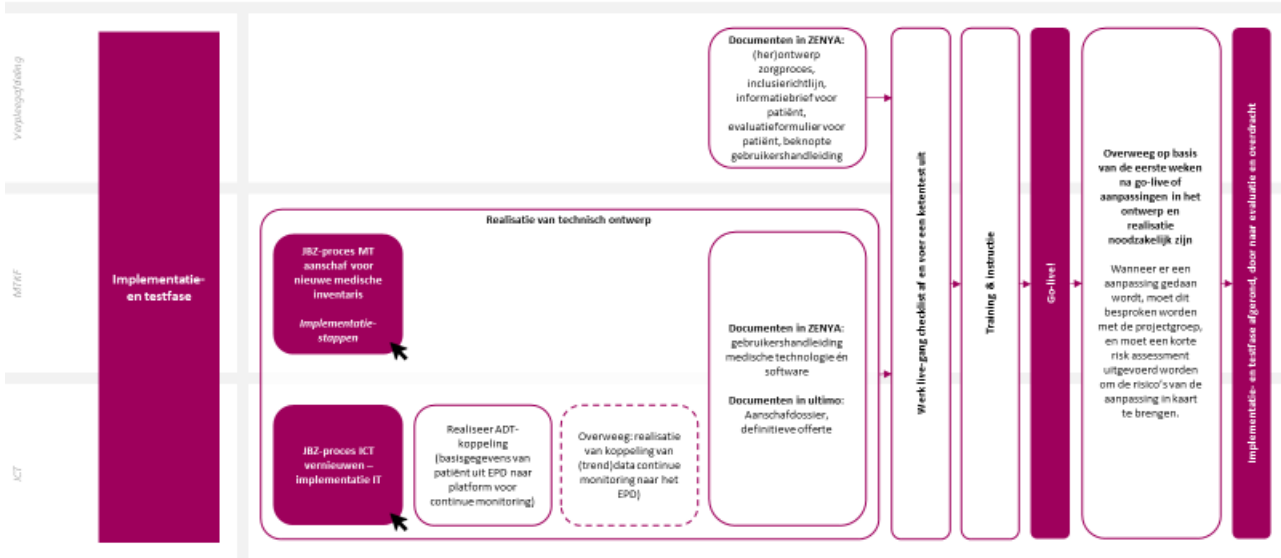 Verpleegafdeling
MTKF
ICT
Implementatie-
en testfase
Documenten in ZENYA:
(her)ontwerp
zorgproces,
inclusierichtlijn,
informatiebrief voor
patiënt,
evaluatieformulier voor
patiënt, beknopte
gebruikershandleiding
Realisatie van technisch ontwerp
JBZ-proces MT
aanschaf voor
nieuwe medische
inventaris
Implementatie-
stappen
JBZ-proces ICT
vernieuwen –
implementatie IT
Realiseer ADT-
koppeling
(basisgegevens van
patiënt uit EPD naar
platform voor
continue monitoring)
Overweeg: realisatie
van koppeling van
(trend)data continue
monitoring naar het
EPD)
Documenten in ZENYA:
gebruikershandleiding
medische technologie én
software
Documenten in ultimo:
Aanschafdossier,
definitieve offerte
Werk live-gang checklist af en voer een ketentest uit
Training & instructie
Go-live!
Overweeg op basis
van de eerste weken
na go-live of
aanpassingen in het
ontwerp en
realisatie
noodzakelijk zijn
Wanneer er een
aanpassing gedaan
wordt, moet dit
besproken worden
met de projectgroep,
en moet een korte
risk assessment
uitgevoerd worden
om de risico's van de
aanpassing in kaart
te brengen.
Implementatie- en testfase afgerond, door naar evaluatie en overdracht